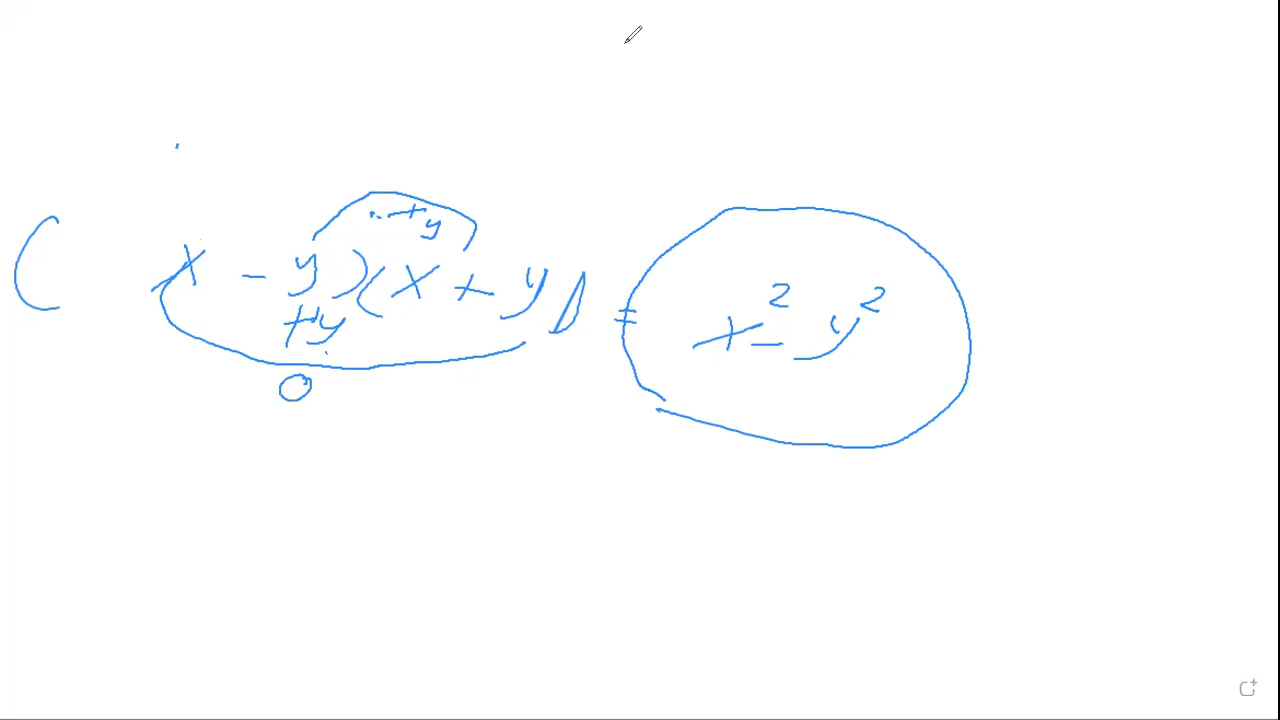 -xy
(x - y)(x + y) = x² - y²
+xy
0